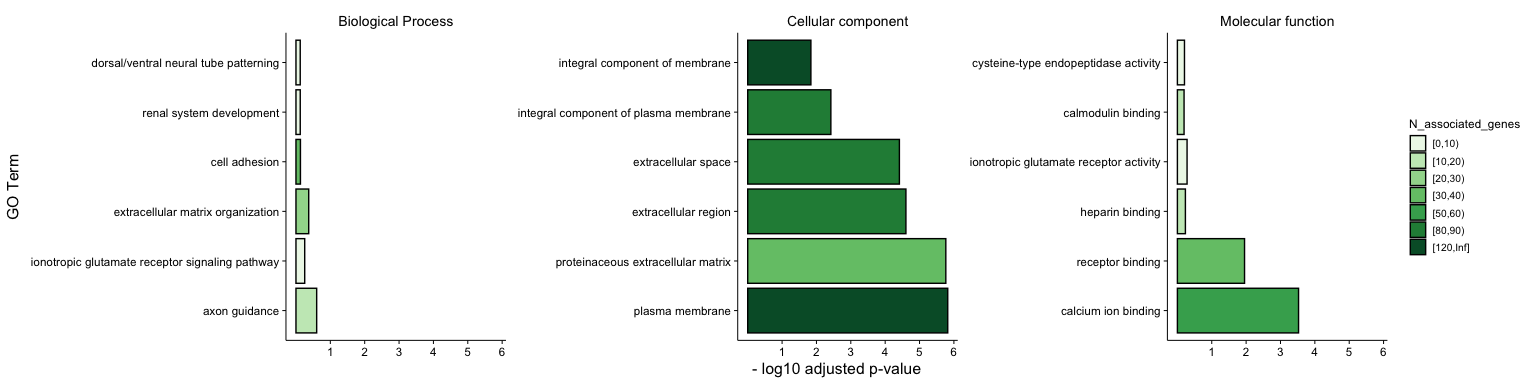 Biological Process
Cellular component
Molecular function
GO Term
dorsal/ventral neural tube patterning
renal system development
cell adhesion
extracellular matrix organization
ionotropic glutamate receptor signaling pathway
axon guidance
1 2 3 4 5 6
integral component of membrane
integral component of plasma membrane
extracellular space
extracellular region
proteinaceous extracellular matrix
plasma membrane
1 2 3 4 5 6
cysteine-type endopeptidase activity
calmodulin binding
ionotropic glutamate receptor activity
heparin binding
receptor binding
calcium ion binding
1 2 3 4 5 6
- log10 adjusted p-value
N_associated_genes
[0,10)
[10,20)
[20,30)
[30,40)
[50,60)
[80,90)
[120,Inf]